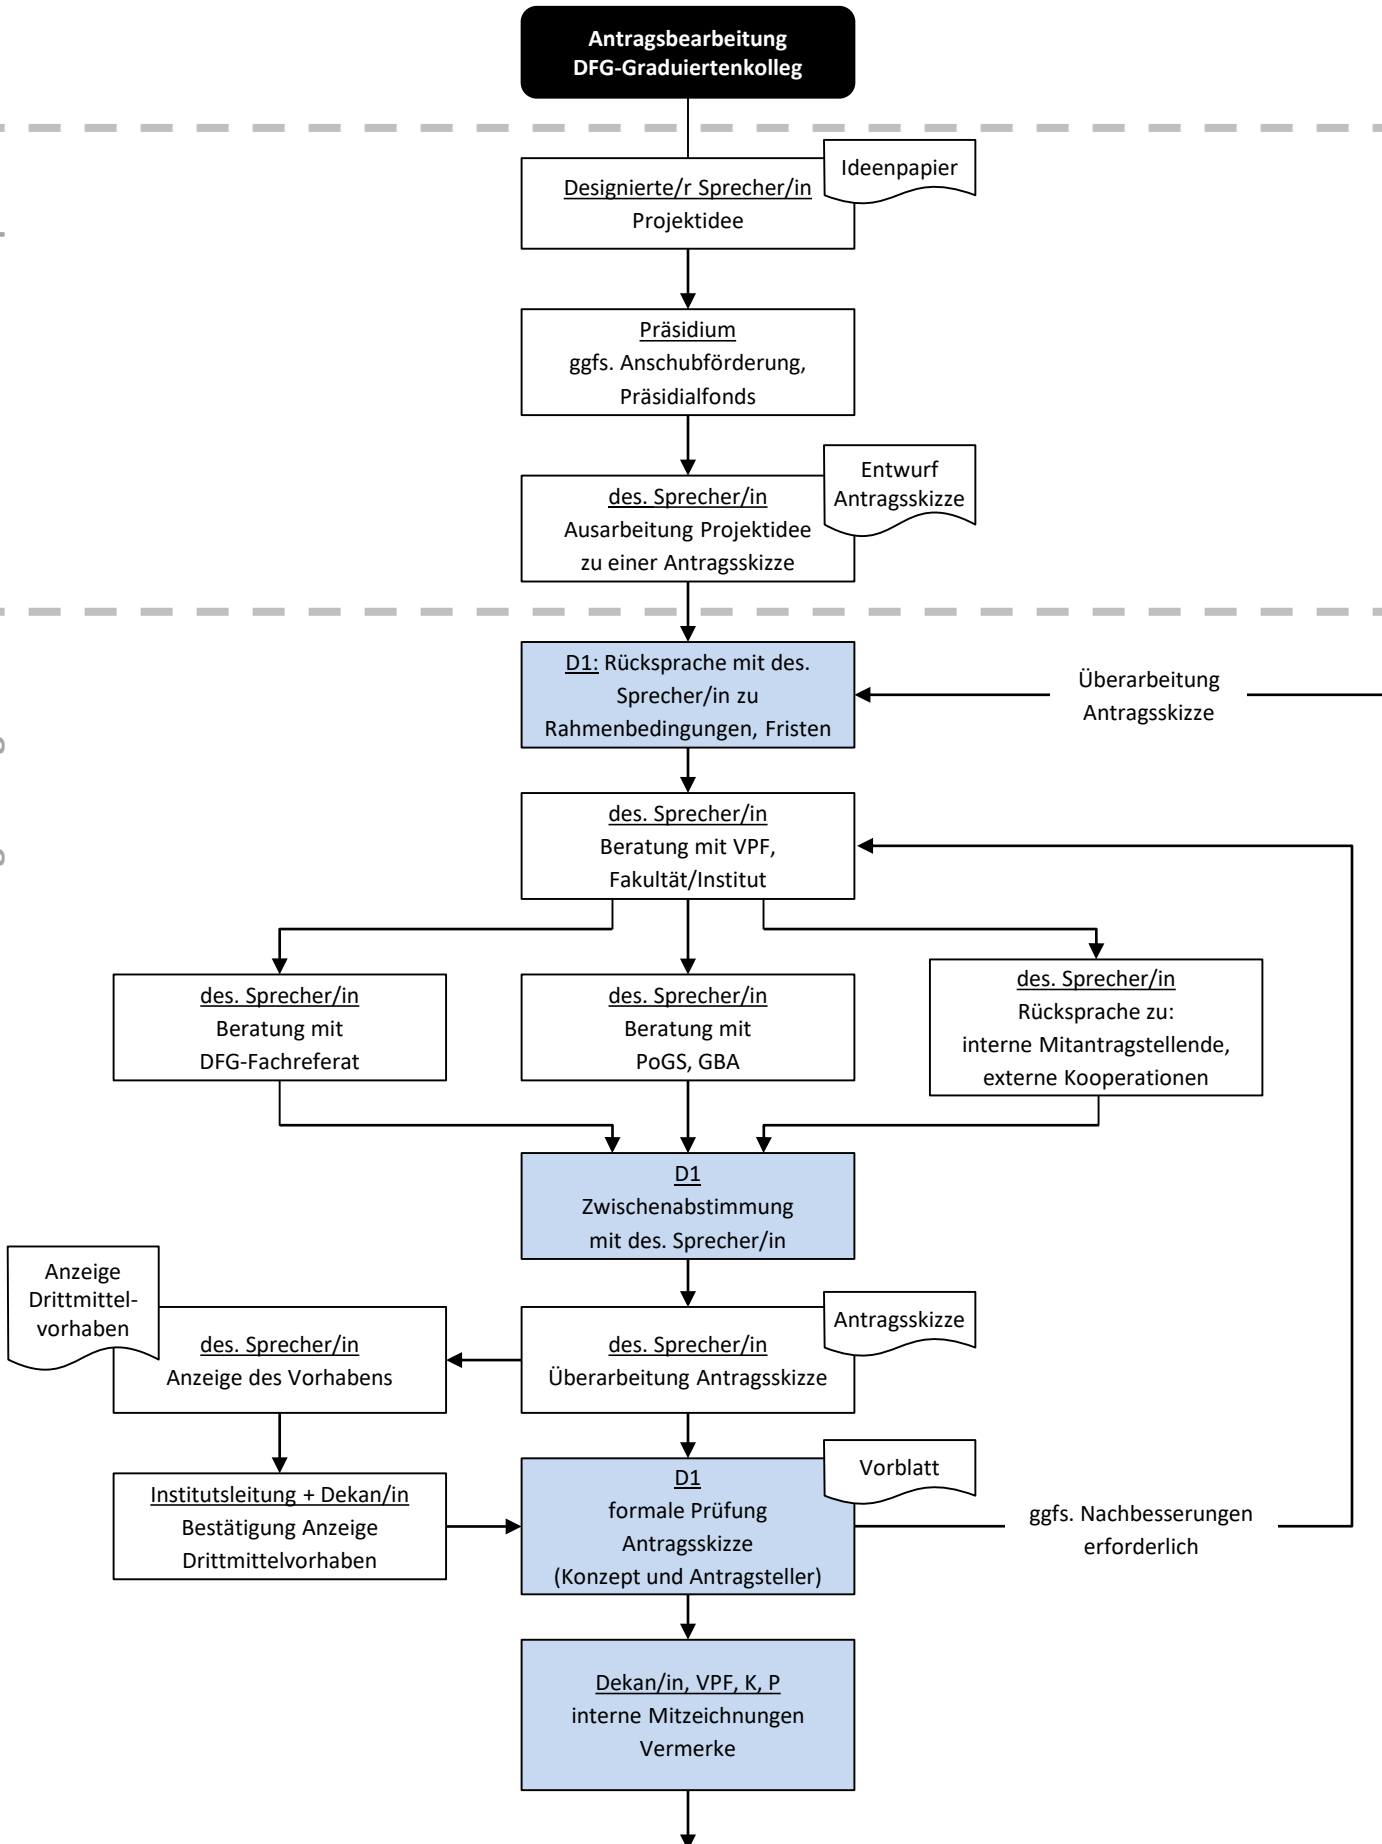 Antragsbearbeitung
DFG-Graduiertenkolleg
Ideenpapier
Designierte/r Sprecher/in
Projektidee
Präsidium
ggfs. Anschubförderung,
Präsidialfonds
Entwurf
Antragsskizze
des. Sprecher/in
Ausarbeitung Projektidee
zu einer Antragsskizze
D1: Rücksprache mit des.
Sprecher/in zu
Rahmenbedingungen, Fristen
Überarbeitung
Antragsskizze
des. Sprecher/in
Beratung mit VPF,
Fakultät/Institut
des. Sprecher/in
Beratung mit
DFG-Fachreferat
des. Sprecher/in
Beratung mit
PoGS, GBA
des. Sprecher/in
Rücksprache zu:
interne Mitantragstellende,
externe Kooperationen
D1
Zwischenabstimmung
mit des. Sprecher/in
Anzeige
Drittmittel-
vorhaben
des. Sprecher/in
Anzeige des Vorhabens
Antragsskizze
des. Sprecher/in
Überarbeitung Antragsskizze
Institutsleitung + Dekan/in
Bestätigung Anzeige
Drittmittelvorhaben
Vorblatt
D1
formale Prüfung
Antragsskizze
(Konzept und Antragsteller)
ggfs. Nachbesserungen
erforderlich
Dekan/in, VPF, K, P
interne Mitzeichnungen
Vermerke